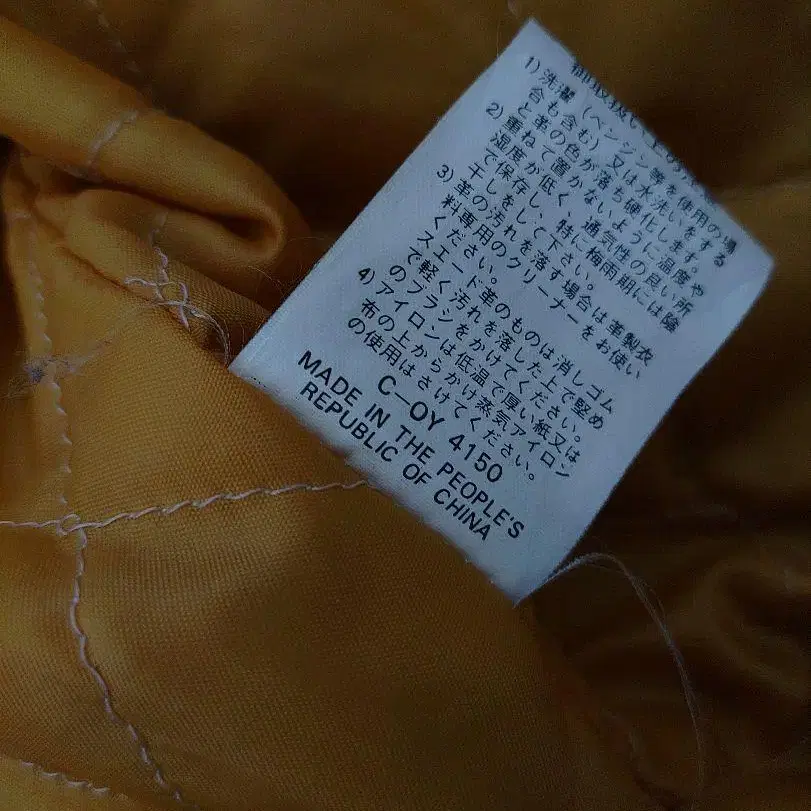 御取扱い上の
1) 洗濯（ベンジン等を使用の場
合も含む）又は水洗いをする
と革の色が落ち硬化します。
2) 重ねて置かないように温度や
湿度が低く、通気性の良い所
で保存し、特に梅雨期には陰
干しをして下さい。
3) 革の汚れを落す場合は革製衣
料専用のクリーナーをお使い
ください。
スエード革のものは消しゴム
で軽く汚れを落した上で堅め
のブラシをかけてください。
4) アイロンは低温で厚い紙又は
布の上からかけ蒸気アイロン
の使用はさけてください。
C-OY 4150
MADE IN THE PEOPLE'S
REPUBLIC OF CHINA